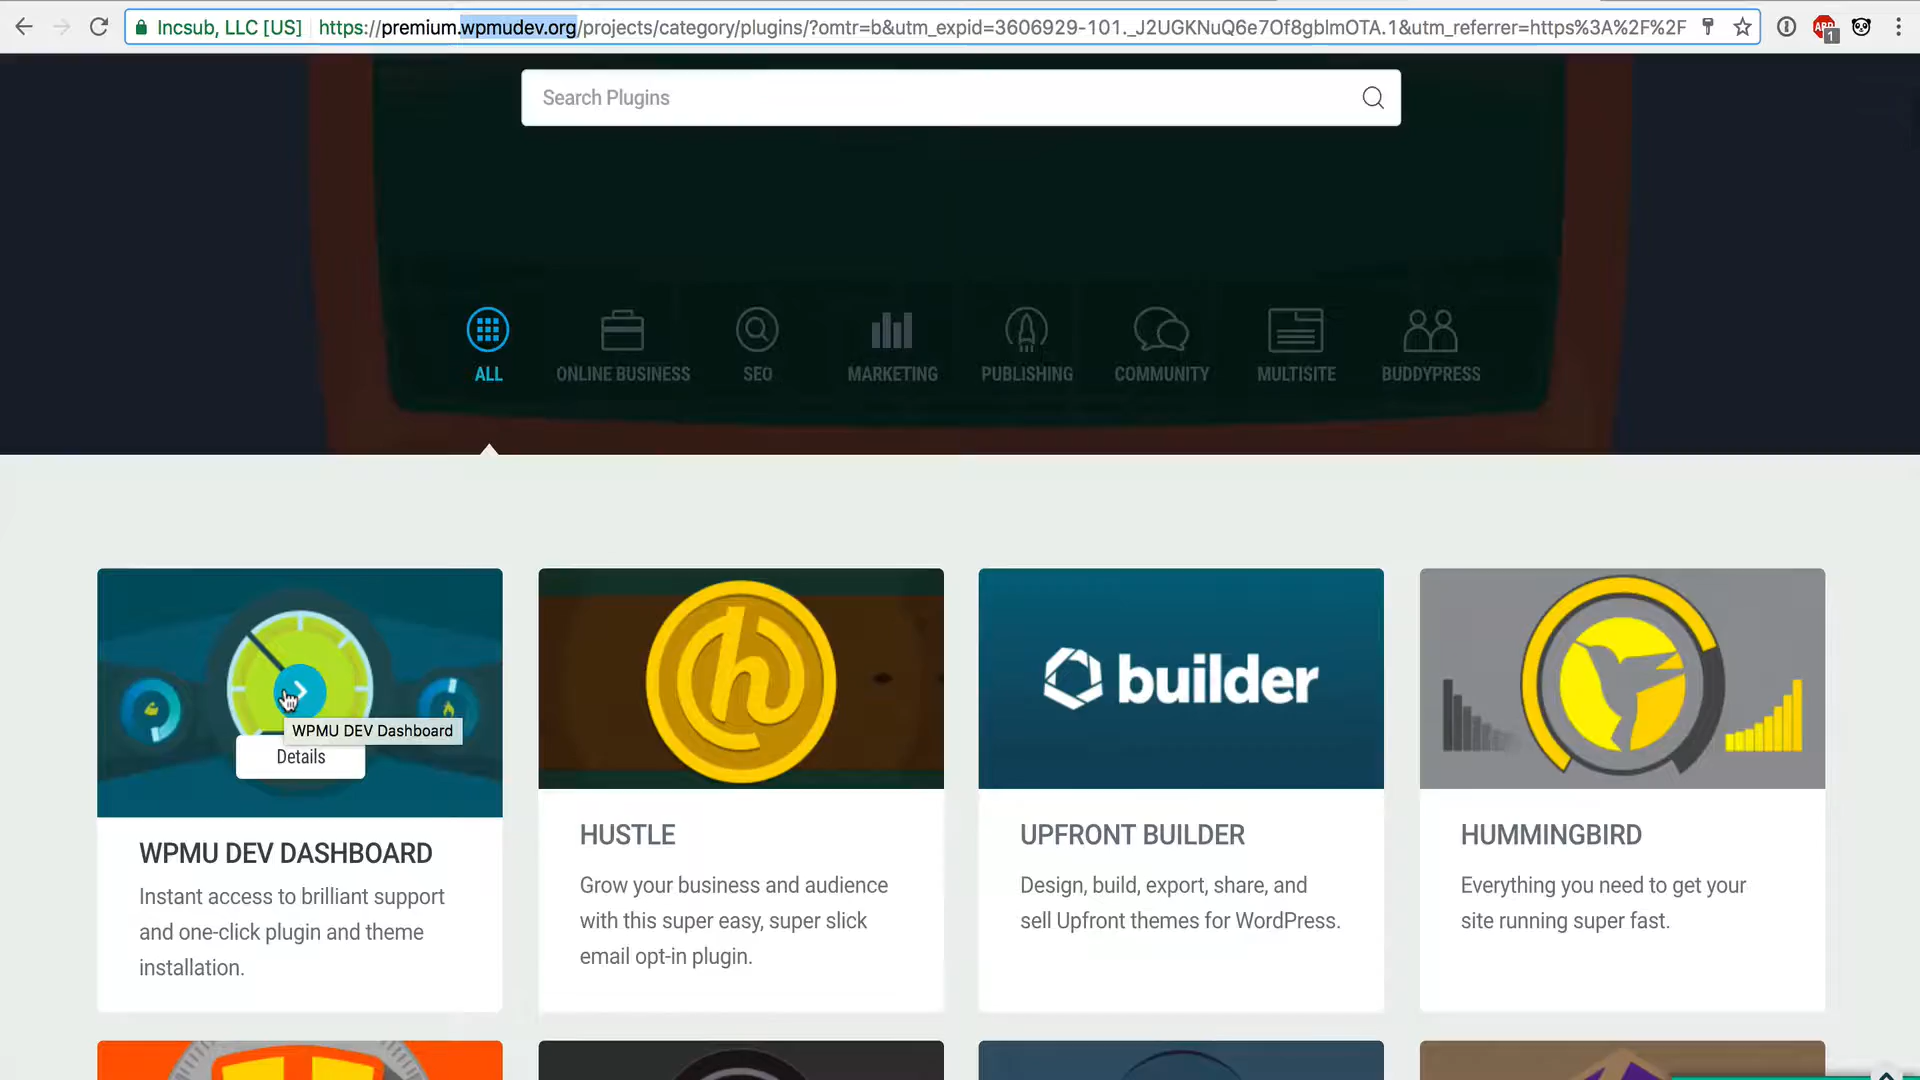 Incsub, LLC [US] https://premium.wpmudev.org/projects/category/plugins/?omtr=b&utm_expid=3606929-101._J2UGKNuQ6e7Of8gblmOTA.1&utm_referrer=https%3A%2F%2F
1
Search Plugins
ALL ONLINE BUSINESS SEO MARKETING PUBLISHING COMMUNITY MULTISITE BUDDYPRESS
h
builder
WPMU DEV Dashboard
Details
WPMU DEV DASHBOARD
Instant access to brilliant support
and one-click plugin and theme
installation.
HUSTLE
Grow your business and audience
with this super easy, super slick
email opt-in plugin.
UPFRONT BUILDER
Design, build, export, share, and
sell Upfront themes for WordPress.
HUMMINGBIRD
Everything you need to get your
site running super fast.